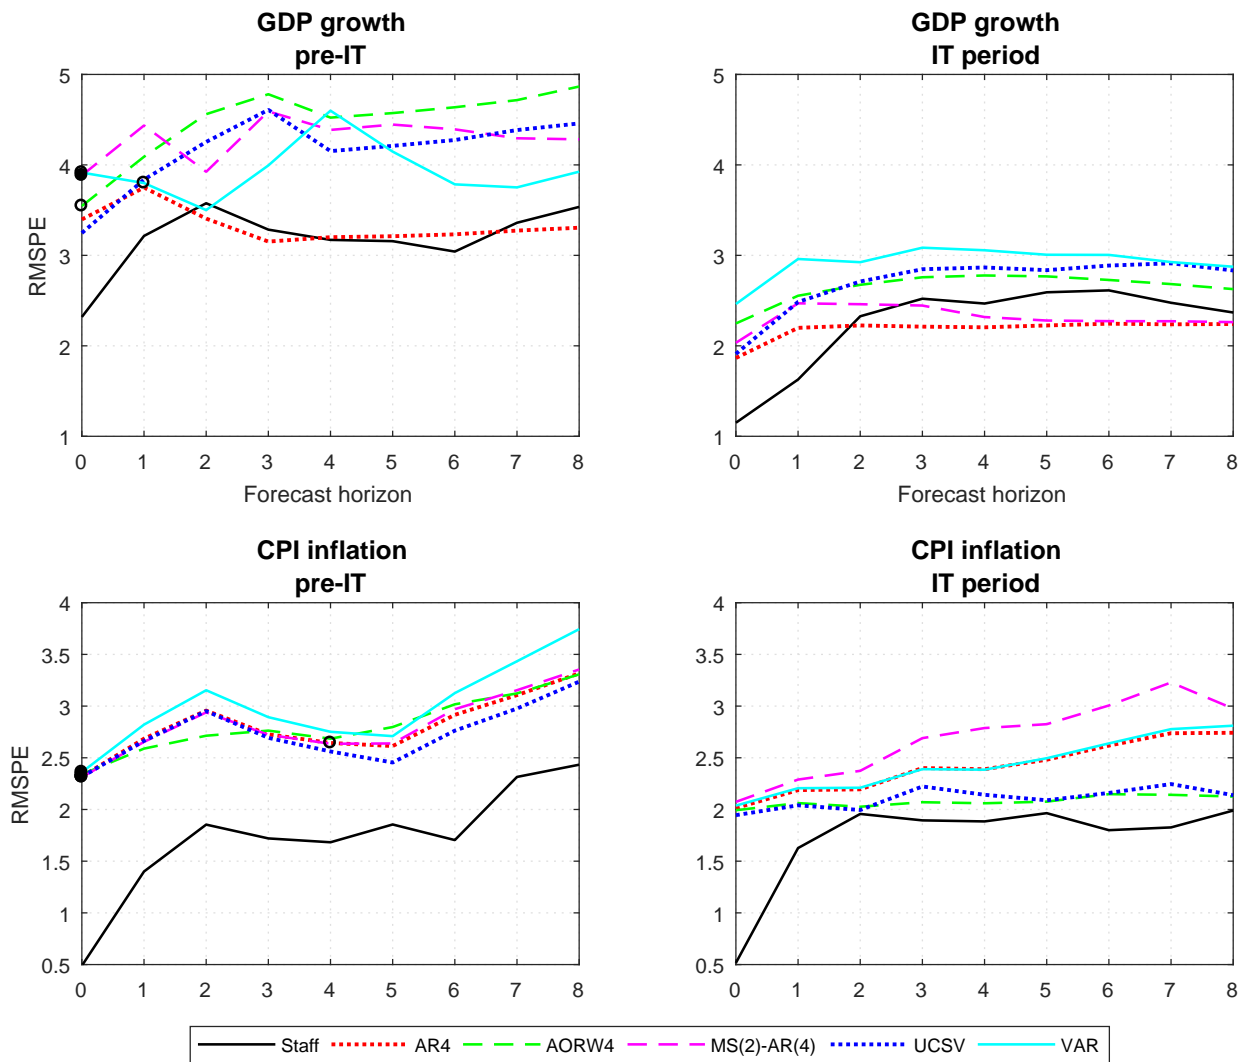 GDP growth
pre-IT
RMSPE
5
4
3
2
1
0 1 2 3 4 5 6 7 8
Forecast horizon
GDP growth
IT period
5
4
3
2
1
0 1 2 3 4 5 6 7 8
Forecast horizon
CPI inflation
pre-IT
RMSPE
4
3.5
3
2.5
2
1.5
1
0.5
0 1 2 3 4 5 6 7 8
CPI inflation
IT period
4
3.5
3
2.5
2
1.5
1
0.5
0 1 2 3 4 5 6 7 8
Staff AR4 AORW4 MS(2)-AR(4) UCSV VAR